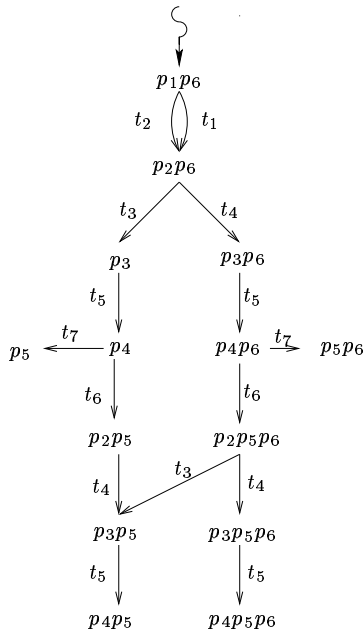 p₁p₆
t₂ t₁
p₂p₆
t₃ t₄
p₃ p₃p₆
t₅ t₅
p₅ t₇ p₄ p₄p₆ t₇ p₅p₆
t₆ t₆
p₂p₅ p₂p₅p₆
t₄ t₃ t₄
p₃p₅ p₃p₅p₆
t₅ t₅
p₄p₅ p₄p₅p₆